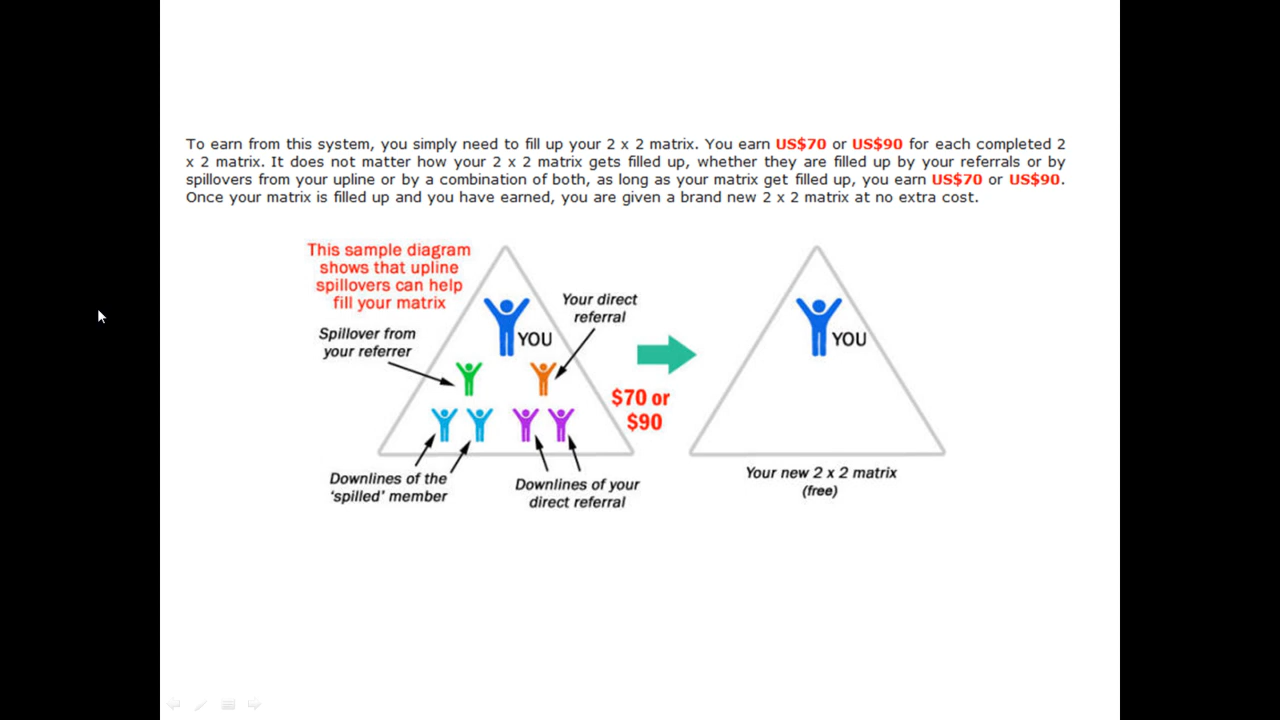 To earn from this system, you simply need to fill up your 2 x 2 matrix. You earn US$70 or US$90 for each completed 2
x 2 matrix. It does not matter how your 2 x 2 matrix gets filled up, whether they are filled up by your referrals or by
spillovers from your upline or by a combination of both, as long as your matrix get filled up, you earn US$70 or US$90.
Once your matrix is filled up and you have earned, you are given a brand new 2 x 2 matrix at no extra cost.
This sample diagram
shows that upline
spillovers can help
fill your matrix
Spillover from
your referrer
Your direct
referral
YOU
$70 or
$90
Downlines of the
'spilled' member
Downlines of your
direct referral
YOU
Your new 2 x 2 matrix
(free)